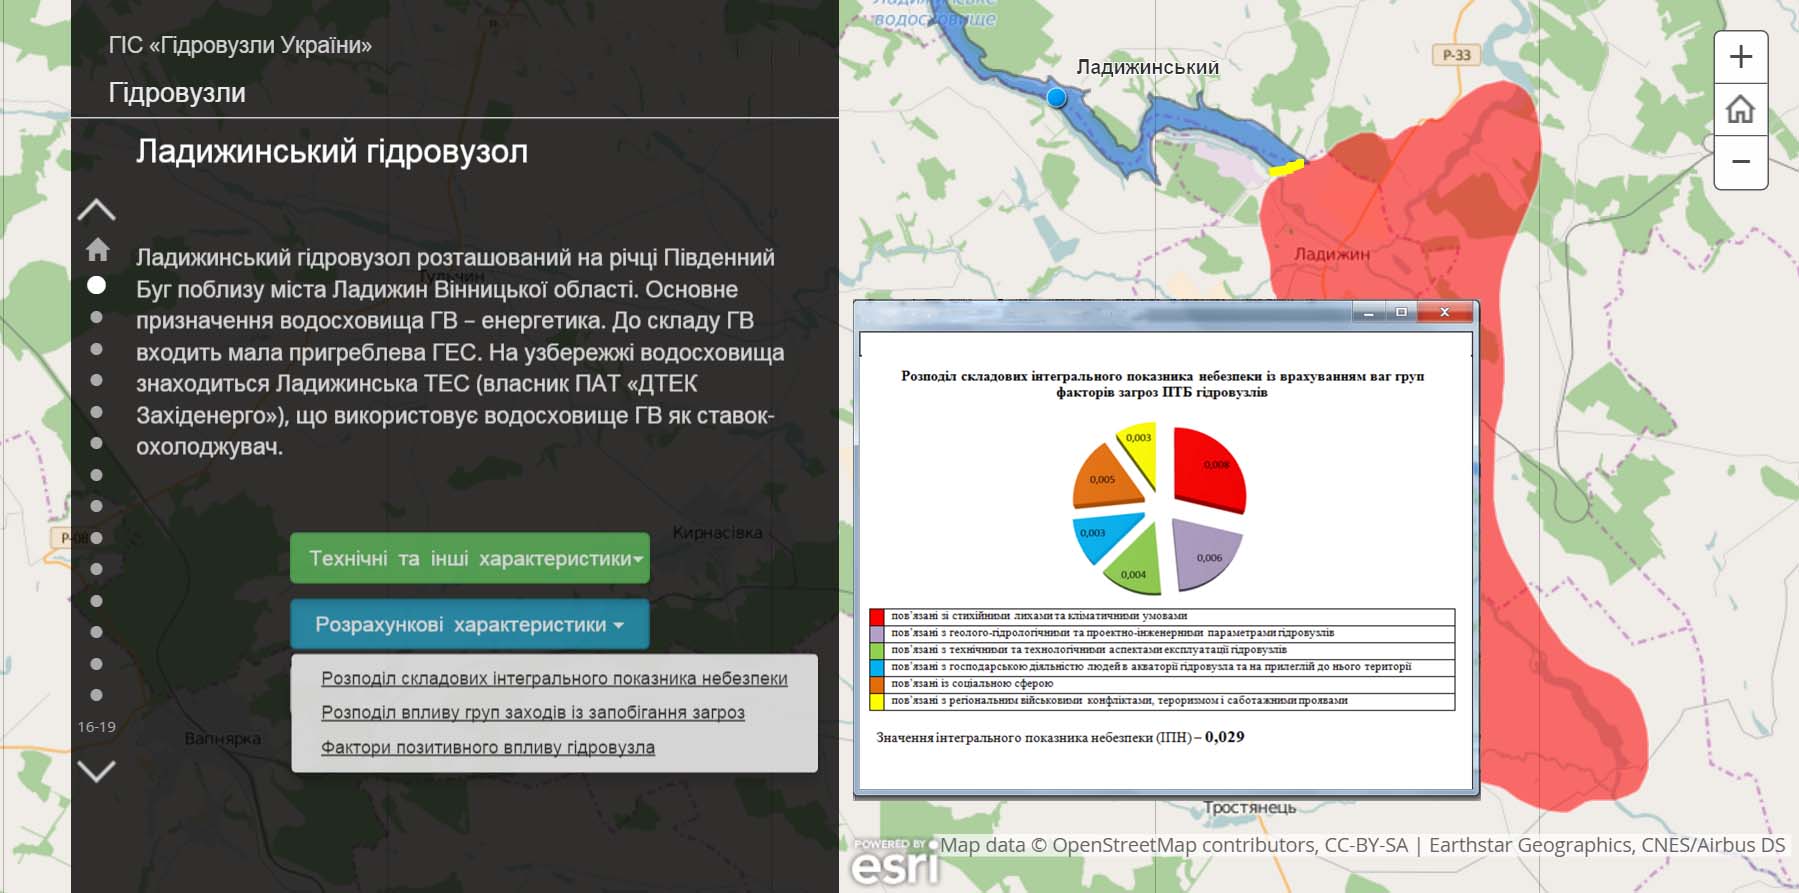 ГІС «Гідровузли України»
Гідровузли
Ладижинський гідровузол
Ладижинський гідровузол розташований на річці Південний
Буг поблизу міста Ладижин Вінницької області. Основне
призначення водосховища ГВ – енергетика. До складу ГВ
входить мала пригреблева ГЕС. На узбережжі водосховища
знаходиться Ладижинська ТЕС (власник ПАТ «ДТЕК
Західенерго»), що використовує водосховище ГВ як ставок-
охолоджувач.
Тульчин
Кирнасівка
P-08
Технічні та інші характеристики
Розрахункові характеристики
Розподіл складових інтегрального показника небезпеки
Розподіл впливу груп заходів із запобігання загроз
Фактори позитивного впливу гідровузла
16-19
Вапнярка
водосховище
Ладижинський
P-33
Ладижин
Розподіл складових інтегрального показника небезпеки із врахуванням ваг груп
факторів загроз ПТБ гідровузлів
0,003
0,008
0,005
0,003
0,006
0,004
пов'язані зі стихійними лихами та кліматичними умовами
пов'язані з геолого-гідрологічними та проектно-інженерними параметрами гідровузлів
пов'язані з технічними та технологічними аспектами експлуатації гідровузлів
пов'язані з господарською діяльністю людей в акваторії гідровузла та на прилеглій до нього території
пов'язані із соціальною сферою
пов'язані з регіональним військовими конфліктами, тероризмом і саботажними проявами
Значення інтегрального показника небезпеки (ІПН) – 0,029
Тростянець
POWERED BY
esri
Map data © OpenStreetMap contributors, CC-BY-SA | Earthstar Geographics, CNES/Airbus DS